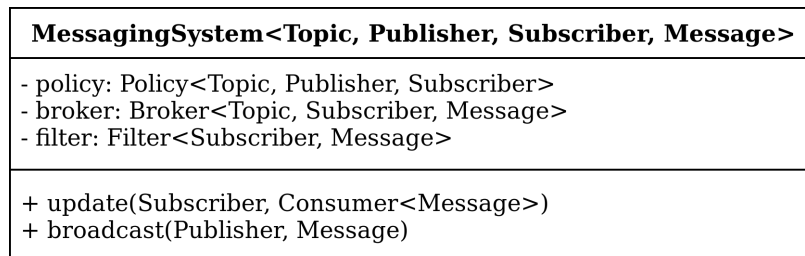 MessagingSystem<Topic, Publisher, Subscriber, Message>
- policy: Policy<Topic, Publisher, Subscriber>
- broker: Broker<Topic, Subscriber, Message>
- filter: Filter<Subscriber, Message>
+ update(Subscriber, Consumer<Message>)
+ broadcast(Publisher, Message)